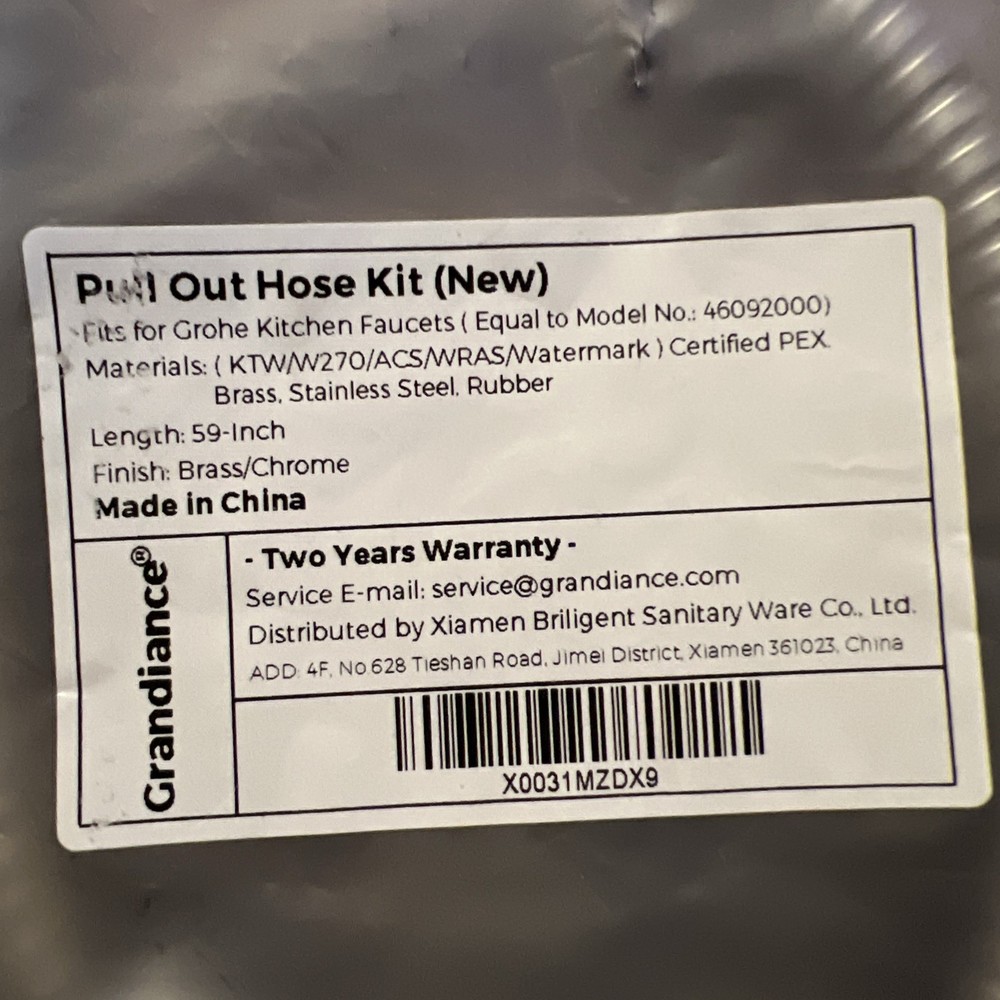 Pull Out Hose Kit (New)
Fits for Grohe Kitchen Faucets ( Equal to Model No.: 46092000)
Materials: ( KTW/W270/ACS/WRAS/Watermark ) Certified PEX.
Brass, Stainless Steel. Rubber
Length: 59-Inch
Finish: Brass/Chrome
Made in China
Grandiance®
- Two Years Warranty -
Service E-mail: service@grandiance.com
Distributed by Xiamen Briligent Sanitary Ware Co., Ltd.
ADD: 4F, No.628 Tieshan Road, Jimei District, Xiamen 361023, China
X0031MZDX9